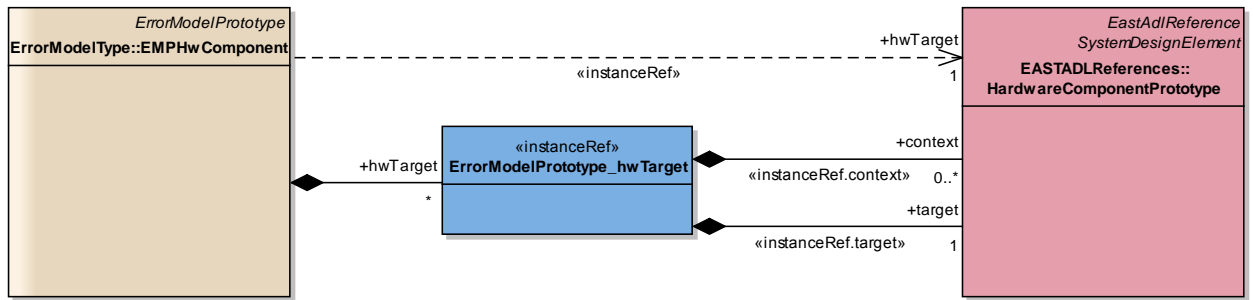 ErrorModelPrototype
ErrorModelType::EMPHwComponent
+hwTarget
«instanceRef»
1
EastAdlReference
SystemDesignElement
EASTADLReferences::
HardwareComponentPrototype
+hwTarget
*
«instanceRef»
ErrorModelPrototype_hwTarget
+context
«instanceRef.context»
0..*
+target
«instanceRef.target»
1